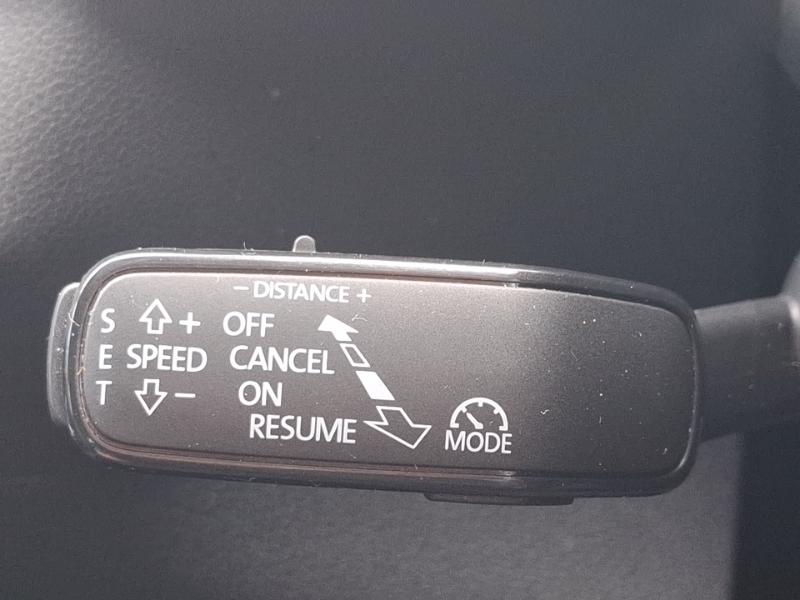 − DISTANCE +
S + OFF
E SPEED CANCEL
T − ON
RESUME
MODE